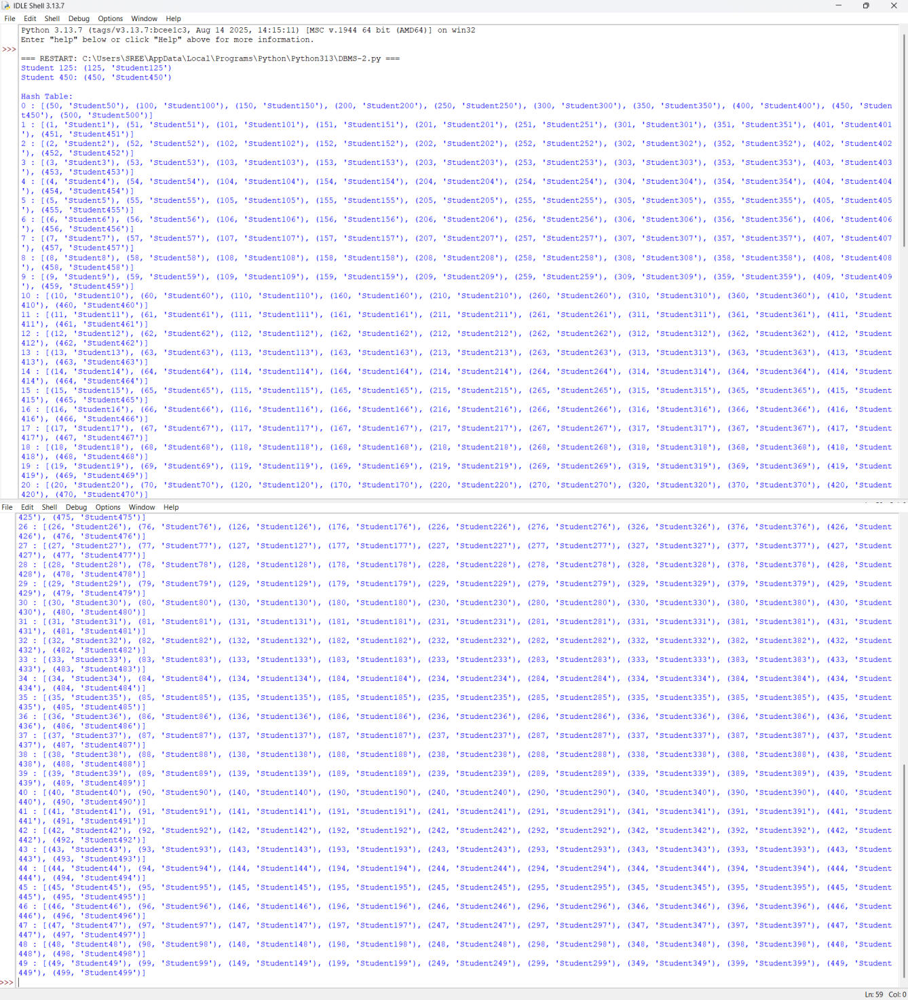 IDLE Shell 3.13.7
File Edit Shell Debug Options Window Help
Python 3.13.7 (tags/v3.13.7:bcee1c3, Aug 14 2025, 14:15:11) [MSC v.1944 64 bit (AMD64)] on win32
Enter "help" below or click "Help" above for more information.
>>>
=== RESTART: C:\Users\SREE\AppData\Local\Programs\Python\Python313\DBMS-2.py ===
Student 125: (125, 'Student125')
Student 450: (450, 'Student450')
Hash Table:
0 : [(50, 'Student50'), (100, 'Student100'), (150, 'Student150'), (200, 'Student200'), (250, 'Student250'), (300, 'Student300'), (350, 'Student350'), (400, 'Student400'), (450, 'Studen
t450'), (500, 'Student500')]
1 : [(1, 'Student1'), (51, 'Student51'), (101, 'Student101'), (151, 'Student151'), (201, 'Student201'), (251, 'Student251'), (301, 'Student301'), (351, 'Student351'), (401, 'Student401
'), (451, 'Student451')]
2 : [(2, 'Student2'), (52, 'Student52'), (102, 'Student102'), (152, 'Student152'), (202, 'Student202'), (252, 'Student252'), (302, 'Student302'), (352, 'Student352'), (402, 'Student402
'), (452, 'Student452')]
3 : [(3, 'Student3'), (53, 'Student53'), (103, 'Student103'), (153, 'Student153'), (203, 'Student203'), (253, 'Student253'), (303, 'Student303'), (353, 'Student353'), (403, 'Student403
'), (453, 'Student453')]
4 : [(4, 'Student4'), (54, 'Student54'), (104, 'Student104'), (154, 'Student154'), (204, 'Student204'), (254, 'Student254'), (304, 'Student304'), (354, 'Student354'), (404, 'Student404
'), (454, 'Student454')]
5 : [(5, 'Student5'), (55, 'Student55'), (105, 'Student105'), (155, 'Student155'), (205, 'Student205'), (255, 'Student255'), (305, 'Student305'), (355, 'Student355'), (405, 'Student405
'), (455, 'Student455')]
6 : [(6, 'Student6'), (56, 'Student56'), (106, 'Student106'), (156, 'Student156'), (206, 'Student206'), (256, 'Student256'), (306, 'Student306'), (356, 'Student356'), (406, 'Student406
'), (456, 'Student456')]
7 : [(7, 'Student7'), (57, 'Student57'), (107, 'Student107'), (157, 'Student157'), (207, 'Student207'), (257, 'Student257'), (307, 'Student307'), (357, 'Student357'), (407, 'Student407
'), (457, 'Student457')]
8 : [(8, 'Student8'), (58, 'Student58'), (108, 'Student108'), (158, 'Student158'), (208, 'Student208'), (258, 'Student258'), (308, 'Student308'), (358, 'Student358'), (408, 'Student408
'), (458, 'Student458')]
9 : [(9, 'Student9'), (59, 'Student59'), (109, 'Student109'), (159, 'Student159'), (209, 'Student209'), (259, 'Student259'), (309, 'Student309'), (359, 'Student359'), (409, 'Student409
'), (459, 'Student459')]
10 : [(10, 'Student10'), (60, 'Student60'), (110, 'Student110'), (160, 'Student160'), (210, 'Student210'), (260, 'Student260'), (310, 'Student310'), (360, 'Student360'), (410, 'Student
410'), (460, 'Student460')]
11 : [(11, 'Student11'), (61, 'Student61'), (111, 'Student111'), (161, 'Student161'), (211, 'Student211'), (261, 'Student261'), (311, 'Student311'), (361, 'Student361'), (411, 'Student
411'), (461, 'Student461')]
12 : [(12, 'Student12'), (62, 'Student62'), (112, 'Student112'), (162, 'Student162'), (212, 'Student212'), (262, 'Student262'), (312, 'Student312'), (362, 'Student362'), (412, 'Student
412'), (462, 'Student462')]
13 : [(13, 'Student13'), (63, 'Student63'), (113, 'Student113'), (163, 'Student163'), (213, 'Student213'), (263, 'Student263'), (313, 'Student313'), (363, 'Student363'), (413, 'Student
413'), (463, 'Student463')]
14 : [(14, 'Student14'), (64, 'Student64'), (114, 'Student114'), (164, 'Student164'), (214, 'Student214'), (264, 'Student264'), (314, 'Student314'), (364, 'Student364'), (414, 'Student
414'), (464, 'Student464')]
15 : [(15, 'Student15'), (65, 'Student65'), (115, 'Student115'), (165, 'Student165'), (215, 'Student215'), (265, 'Student265'), (315, 'Student315'), (365, 'Student365'), (415, 'Student
415'), (465, 'Student465')]
16 : [(16, 'Student16'), (66, 'Student66'), (116, 'Student116'), (166, 'Student166'), (216, 'Student216'), (266, 'Student266'), (316, 'Student316'), (366, 'Student366'), (416, 'Student
416'), (466, 'Student466')]
17 : [(17, 'Student17'), (67, 'Student67'), (117, 'Student117'), (167, 'Student167'), (217, 'Student217'), (267, 'Student267'), (317, 'Student317'), (367, 'Student367'), (417, 'Student
417'), (467, 'Student467')]
18 : [(18, 'Student18'), (68, 'Student68'), (118, 'Student118'), (168, 'Student168'), (218, 'Student218'), (268, 'Student268'), (318, 'Student318'), (368, 'Student368'), (418, 'Student
418'), (468, 'Student468')]
19 : [(19, 'Student19'), (69, 'Student69'), (119, 'Student119'), (169, 'Student169'), (219, 'Student219'), (269, 'Student269'), (319, 'Student319'), (369, 'Student369'), (419, 'Student
419'), (469, 'Student469')]
20 : [(20, 'Student20'), (70, 'Student70'), (120, 'Student120'), (170, 'Student170'), (220, 'Student220'), (270, 'Student270'), (320, 'Student320'), (370, 'Student370'), (420, 'Student
420'), (470, 'Student470')]
File Edit Shell Debug Options Window Help
425'), (475, 'Student475')]
26 : [(26, 'Student26'), (76, 'Student76'), (126, 'Student126'), (176, 'Student176'), (226, 'Student226'), (276, 'Student276'), (326, 'Student326'), (376, 'Student376'), (426, 'Student
426'), (476, 'Student476')]
27 : [(27, 'Student27'), (77, 'Student77'), (127, 'Student127'), (177, 'Student177'), (227, 'Student227'), (277, 'Student277'), (327, 'Student327'), (377, 'Student377'), (427, 'Student
427'), (477, 'Student477')]
28 : [(28, 'Student28'), (78, 'Student78'), (128, 'Student128'), (178, 'Student178'), (228, 'Student228'), (278, 'Student278'), (328, 'Student328'), (378, 'Student378'), (428, 'Student
428'), (478, 'Student478')]
29 : [(29, 'Student29'), (79, 'Student79'), (129, 'Student129'), (179, 'Student179'), (229, 'Student229'), (279, 'Student279'), (329, 'Student329'), (379, 'Student379'), (429, 'Student
429'), (479, 'Student479')]
30 : [(30, 'Student30'), (80, 'Student80'), (130, 'Student130'), (180, 'Student180'), (230, 'Student230'), (280, 'Student280'), (330, 'Student330'), (380, 'Student380'), (430, 'Student
430'), (480, 'Student480')]
31 : [(31, 'Student31'), (81, 'Student81'), (131, 'Student131'), (181, 'Student181'), (231, 'Student231'), (281, 'Student281'), (331, 'Student331'), (381, 'Student381'), (431, 'Student
431'), (481, 'Student481')]
32 : [(32, 'Student32'), (82, 'Student82'), (132, 'Student132'), (182, 'Student182'), (232, 'Student232'), (282, 'Student282'), (332, 'Student332'), (382, 'Student382'), (432, 'Student
432'), (482, 'Student482')]
33 : [(33, 'Student33'), (83, 'Student83'), (133, 'Student133'), (183, 'Student183'), (233, 'Student233'), (283, 'Student283'), (333, 'Student333'), (383, 'Student383'), (433, 'Student
433'), (483, 'Student483')]
34 : [(34, 'Student34'), (84, 'Student84'), (134, 'Student134'), (184, 'Student184'), (234, 'Student234'), (284, 'Student284'), (334, 'Student334'), (384, 'Student384'), (434, 'Student
434'), (484, 'Student484')]
35 : [(35, 'Student35'), (85, 'Student85'), (135, 'Student135'), (185, 'Student185'), (235, 'Student235'), (285, 'Student285'), (335, 'Student335'), (385, 'Student385'), (435, 'Student
435'), (485, 'Student485')]
36 : [(36, 'Student36'), (86, 'Student86'), (136, 'Student136'), (186, 'Student186'), (236, 'Student236'), (286, 'Student286'), (336, 'Student336'), (386, 'Student386'), (436, 'Student
436'), (486, 'Student486')]
37 : [(37, 'Student37'), (87, 'Student87'), (137, 'Student137'), (187, 'Student187'), (237, 'Student237'), (287, 'Student287'), (337, 'Student337'), (387, 'Student387'), (437, 'Student
437'), (487, 'Student487')]
38 : [(38, 'Student38'), (88, 'Student88'), (138, 'Student138'), (188, 'Student188'), (238, 'Student238'), (288, 'Student288'), (338, 'Student338'), (388, 'Student388'), (438, 'Student
438'), (488, 'Student488')]
39 : [(39, 'Student39'), (89, 'Student89'), (139, 'Student139'), (189, 'Student189'), (239, 'Student239'), (289, 'Student289'), (339, 'Student339'), (389, 'Student389'), (439, 'Student
439'), (489, 'Student489')]
40 : [(40, 'Student40'), (90, 'Student90'), (140, 'Student140'), (190, 'Student190'), (240, 'Student240'), (290, 'Student290'), (340, 'Student340'), (390, 'Student390'), (440, 'Student
440'), (490, 'Student490')]
41 : [(41, 'Student41'), (91, 'Student91'), (141, 'Student141'), (191, 'Student191'), (241, 'Student241'), (291, 'Student291'), (341, 'Student341'), (391, 'Student391'), (441, 'Student
441'), (491, 'Student491')]
42 : [(42, 'Student42'), (92, 'Student92'), (142, 'Student142'), (192, 'Student192'), (242, 'Student242'), (292, 'Student292'), (342, 'Student342'), (392, 'Student392'), (442, 'Student
442'), (492, 'Student492')]
43 : [(43, 'Student43'), (93, 'Student93'), (143, 'Student143'), (193, 'Student193'), (243, 'Student243'), (293, 'Student293'), (343, 'Student343'), (393, 'Student393'), (443, 'Student
443'), (493, 'Student493')]
44 : [(44, 'Student44'), (94, 'Student94'), (144, 'Student144'), (194, 'Student194'), (244, 'Student244'), (294, 'Student294'), (344, 'Student344'), (394, 'Student394'), (444, 'Student
444'), (494, 'Student494')]
45 : [(45, 'Student45'), (95, 'Student95'), (145, 'Student145'), (195, 'Student195'), (245, 'Student245'), (295, 'Student295'), (345, 'Student345'), (395, 'Student395'), (445, 'Student
445'), (495, 'Student495')]
46 : [(46, 'Student46'), (96, 'Student96'), (146, 'Student146'), (196, 'Student196'), (246, 'Student246'), (296, 'Student296'), (346, 'Student346'), (396, 'Student396'), (446, 'Student
446'), (496, 'Student496')]
47 : [(47, 'Student47'), (97, 'Student97'), (147, 'Student147'), (197, 'Student197'), (247, 'Student247'), (297, 'Student297'), (347, 'Student347'), (397, 'Student397'), (447, 'Student
447'), (497, 'Student497')]
48 : [(48, 'Student48'), (98, 'Student98'), (148, 'Student148'), (198, 'Student198'), (248, 'Student248'), (298, 'Student298'), (348, 'Student348'), (398, 'Student398'), (448, 'Student
448'), (498, 'Student498')]
49 : [(49, 'Student49'), (99, 'Student99'), (149, 'Student149'), (199, 'Student199'), (249, 'Student249'), (299, 'Student299'), (349, 'Student349'), (399, 'Student399'), (449, 'Student
449'), (499, 'Student499')]
>>>
Ln: 59 Col: 0